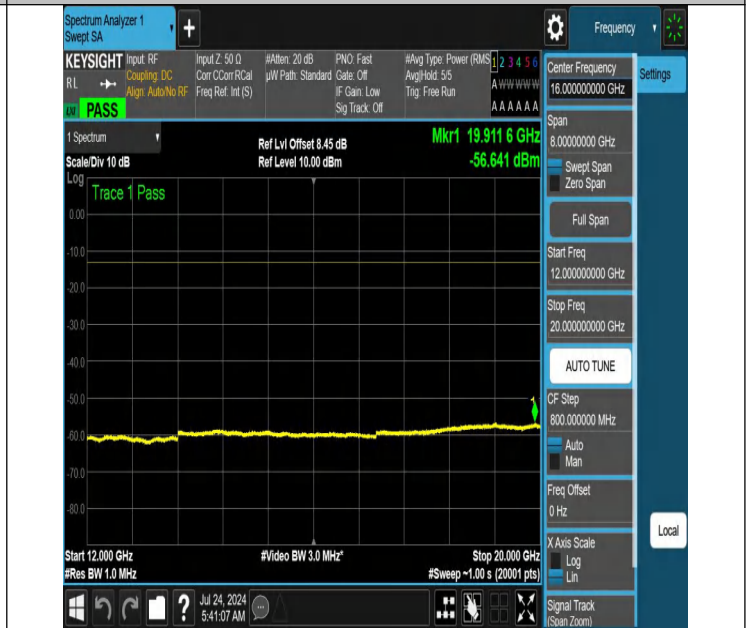 Spectrum Analyzer 1
Swept SA
Frequency
KEYSIGHT
RL
PASS
Input: RF
Coupling: DC
Align: Auto/No RF
Input Z: 50 Ω
Corr CCorr RCal
Freq Ref: Int (S)
#Atten: 20 dB
µW Path: Standard
PNO: Fast
Gate: Off
IF Gain: Low
Sig Track: Off
#Avg Type: Power (RMS
Avg|Hold: 5/5
Trig: Free Run
1 2 3 4 5 6
A W W W W W
A A A A A A
1 Spectrum
Scale/Div 10 dB
Ref Lvl Offset 8.45 dB
Ref Level 10.00 dBm
Mkr1 19.911 6 GHz
-56.641 dBm
Log
Trace 1 Pass
0.00
-10.0
-20.0
-30.0
-40.0
-50.0
-60.0
-70.0
-80.0
1
Start 12.000 GHz
#Res BW 1.0 MHz
#Video BW 3.0 MHz*
Stop 20.000 GHz
#Sweep ~1.00 s (20001 pts)
Jul 24, 2024
5:41:07 AM
Center Frequency
16.000000000 GHz
Span
8.00000000 GHz
Swept Span
Zero Span
Full Span
Start Freq
12.000000000 GHz
Stop Freq
20.000000000 GHz
AUTO TUNE
CF Step
800.000000 MHz
Auto
Man
Freq Offset
0 Hz
X Axis Scale
Log
Lin
Signal Track
(Span Zoom)
Settings
Local